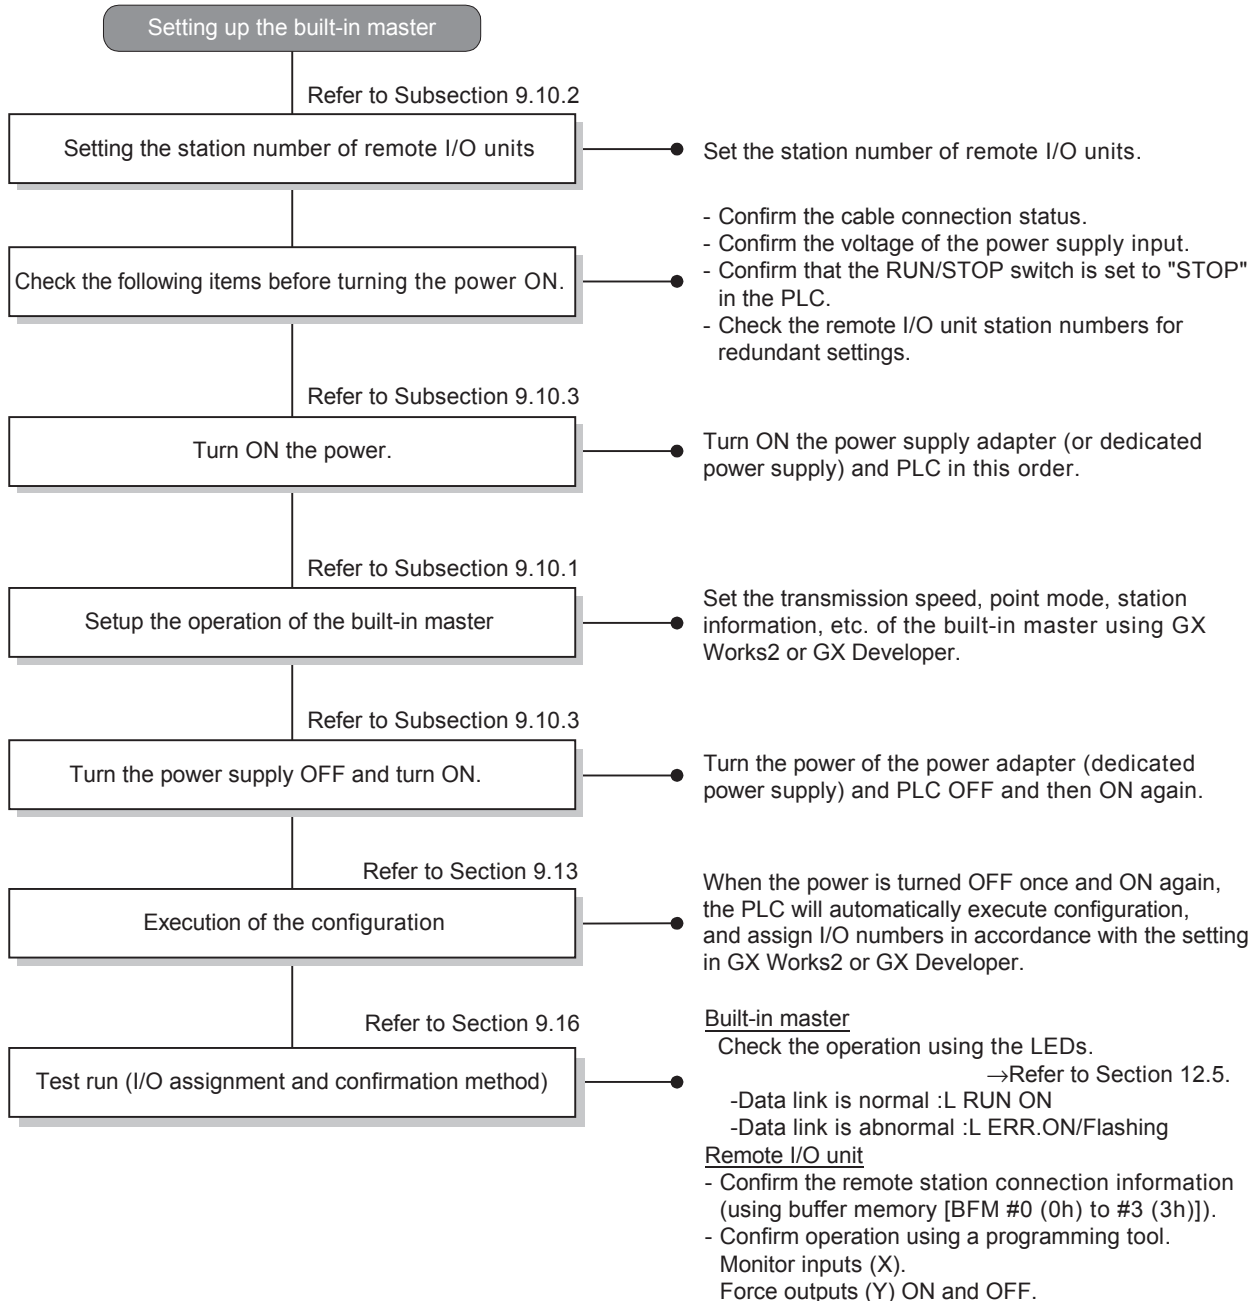 Setting up the built-in master
Refer to Subsection 9.10.2
Setting the station number of remote I/O units
Set the station number of remote I/O units.
Check the following items before turning the power ON.
- Confirm the cable connection status.
- Confirm the voltage of the power supply input.
- Confirm that the RUN/STOP switch is set to "STOP"
in the PLC.
- Check the remote I/O unit station numbers for
redundant settings.
Refer to Subsection 9.10.3
Turn ON the power.
Turn ON the power supply adapter (or dedicated
power supply) and PLC in this order.
Refer to Subsection 9.10.1
Setup the operation of the built-in master
Set the transmission speed, point mode, station
information, etc. of the built-in master using GX
Works2 or GX Developer.
Refer to Subsection 9.10.3
Turn the power supply OFF and turn ON.
Turn the power of the power adapter (dedicated
power supply) and PLC OFF and then ON again.
Refer to Section 9.13
Execution of the configuration
When the power is turned OFF once and ON again,
the PLC will automatically execute configuration,
and assign I/O numbers in accordance with the setting
in GX Works2 or GX Developer.
Refer to Section 9.16
Test run (I/O assignment and confirmation method)
Built-in master
Check the operation using the LEDs.
→Refer to Section 12.5.
-Data link is normal :L RUN ON
-Data link is abnormal :L ERR.ON/Flashing
Remote I/O unit
- Confirm the remote station connection information
(using buffer memory [BFM #0 (0h) to #3 (3h)]).
- Confirm operation using a programming tool.
Monitor inputs (X).
Force outputs (Y) ON and OFF.